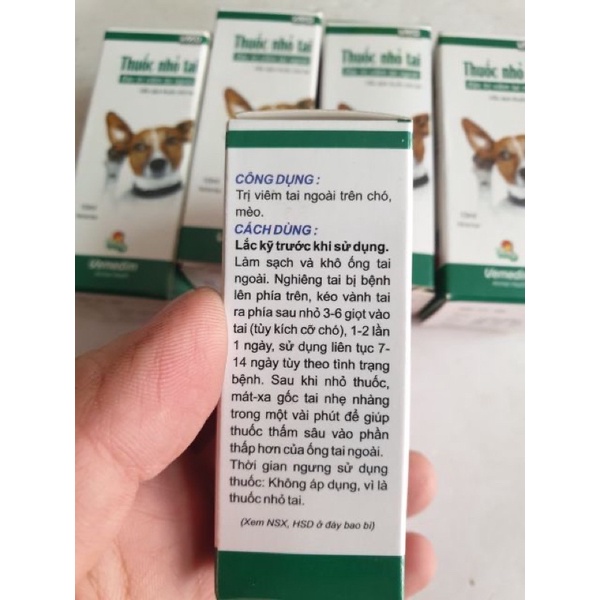 Thuốc nhỏ tai
Thuốc nhỏ tai
Thuốc nhỏ tai
Thuốc nhỏ tai
Vemedim
Vemedim
CÔNG DỤNG :
Trị viêm tai ngoài trên chó,
mèo.
CÁCH DÙNG :
Lắc kỹ trước khi sử dụng.
Làm sạch và khô ống tai
ngoài. Nghiêng tai bị bệnh
lên phía trên, kéo vành tai
ra phía sau nhỏ 3-6 giọt vào
tai (tùy kích cỡ chó), 1-2 lần
1 ngày, sử dụng liên tục 7-
14 ngày tùy theo tình trạng
bệnh. Sau khi nhỏ thuốc,
mát-xa gốc tai nhẹ nhàng
trong một vài phút để giúp
thuốc thấm sâu vào phần
thấp hơn của ống tai ngoài.
Thời gian ngưng sử dụng
thuốc: Không áp dụng, vì là
thuốc nhỏ tai.
(Xem NSX, HSD ở đáy bao bì)